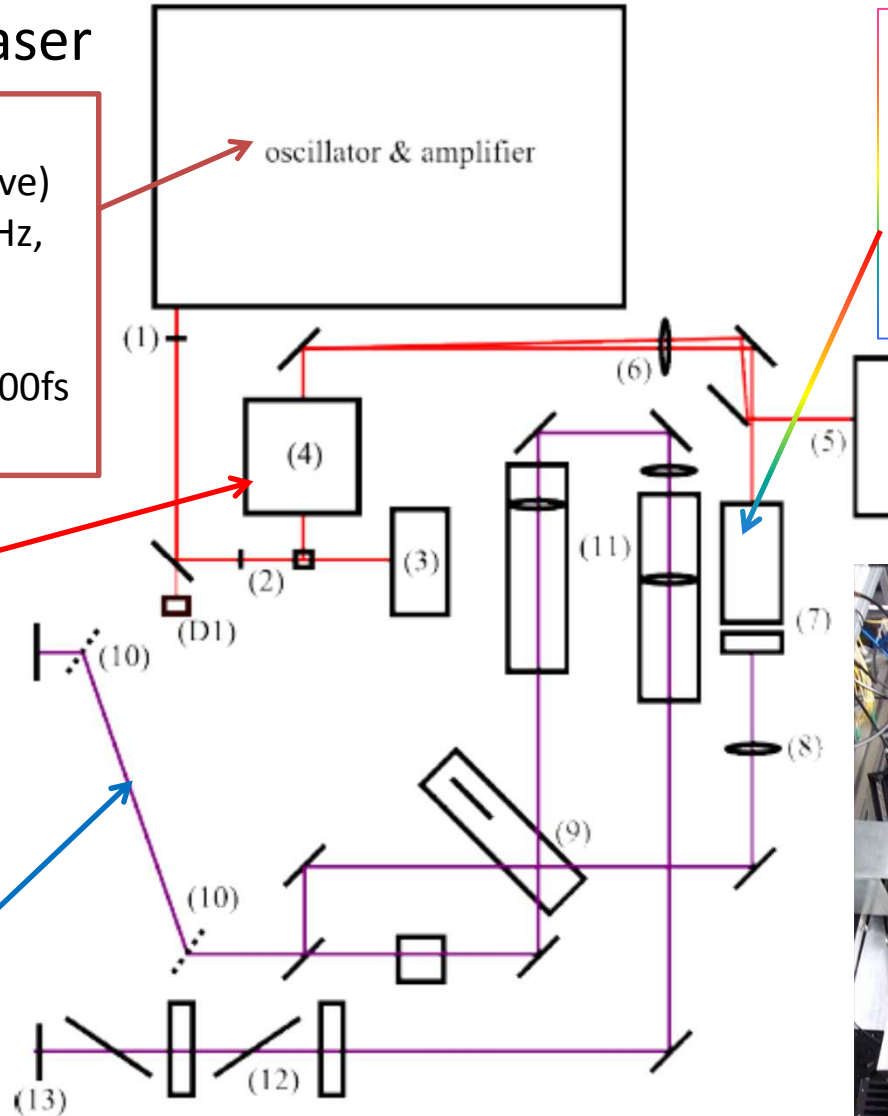 aser
ve)
Hz,
00fs
oscillator & amplifier
(1)
(6)
(5)
(4)
(3)
(11)
(2)
(D1)
(7)
(10)
(8)
(9)
(10)
(12)
(13)